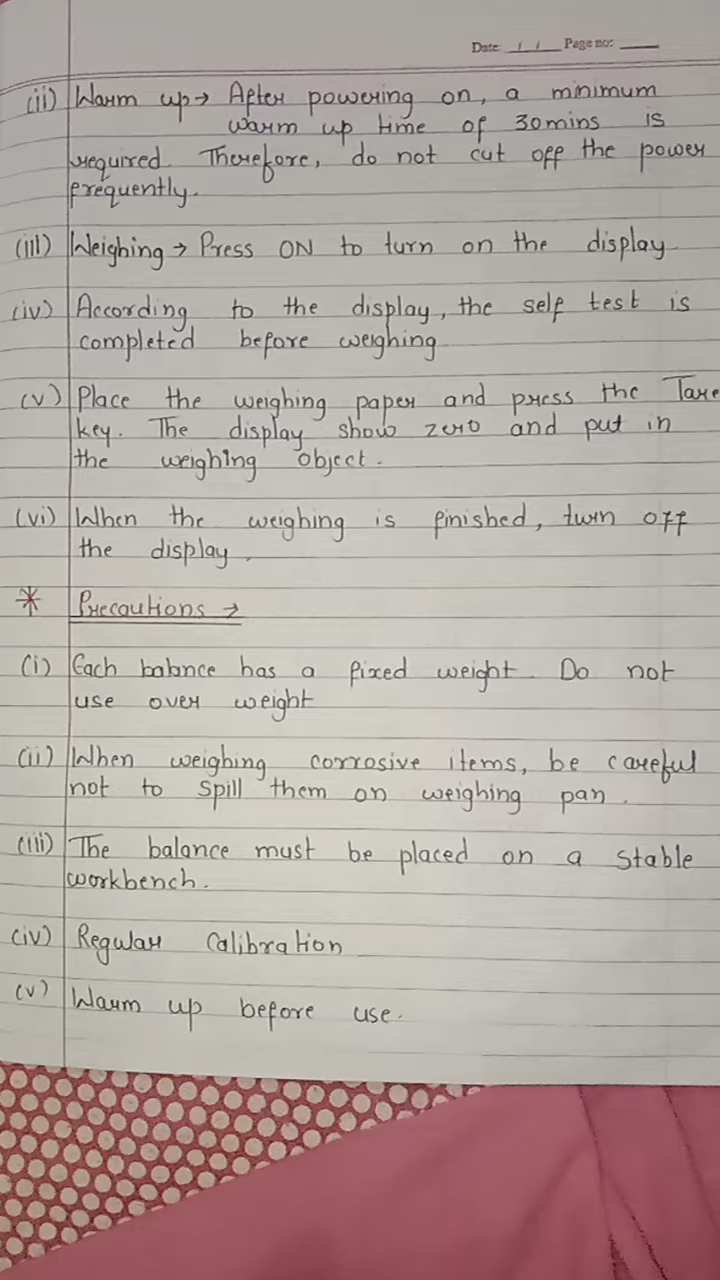 Date: __/__/__ Page no: ____
(ii) Warm up → After powering on, a minimum
warm up time of 30mins is
required. Therefore, do not cut off the power
frequently.
(iii) Weighing → Press ON to turn on the display
(iv) According to the display, the self test is
completed before weighing
(v) Place the weighing paper and press the Tare
key. The display show zero and put in
the weighing object.
(vi) When the weighing is finished, turn off
the display.
* Precautions →
(i) Each balance has a fixed weight. Do not
use over weight
(ii) When weighing corrosive items, be careful
not to spill them on weighing pan.
(iii) The balance must be placed on a stable
workbench.
(iv) Regular Calibration
(v) Warm up before use.